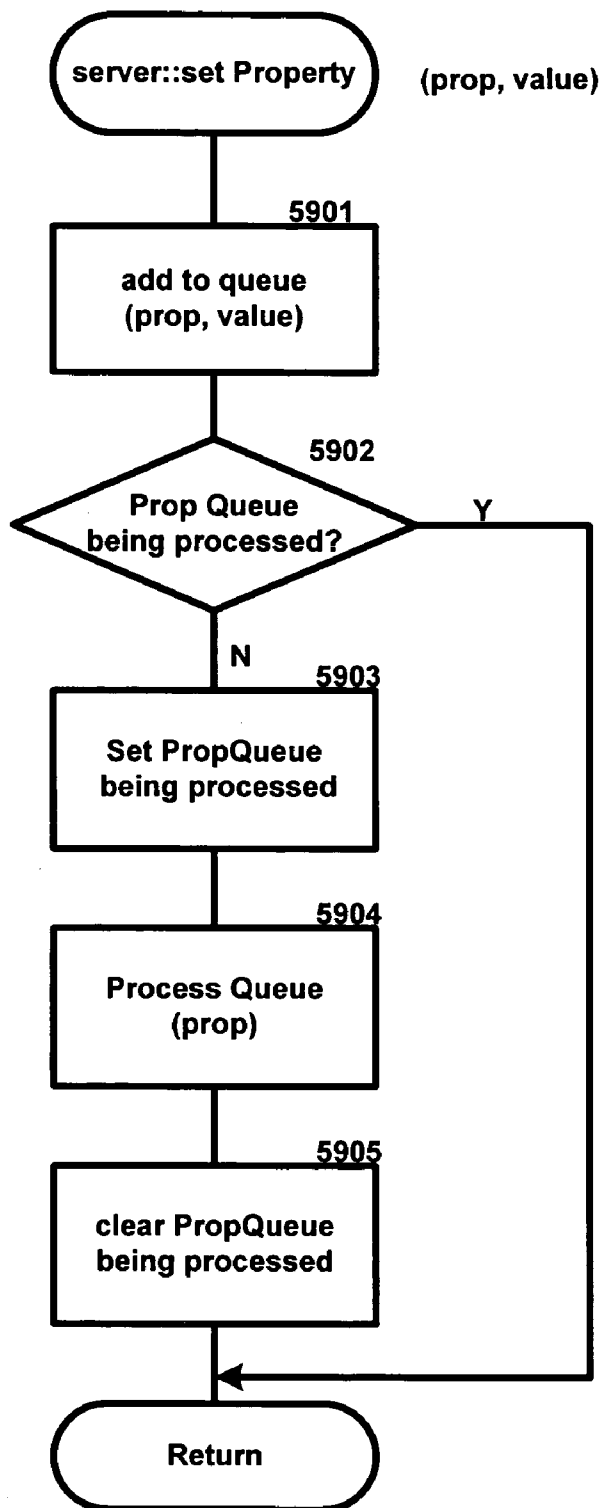 server::set Property
(prop, value)
5901
add to queue
(prop, value)
5902
Prop Queue
being processed?
Y
N
5903
Set PropQueue
being processed
5904
Process Queue
(prop)
5905
clear PropQueue
being processed
Return